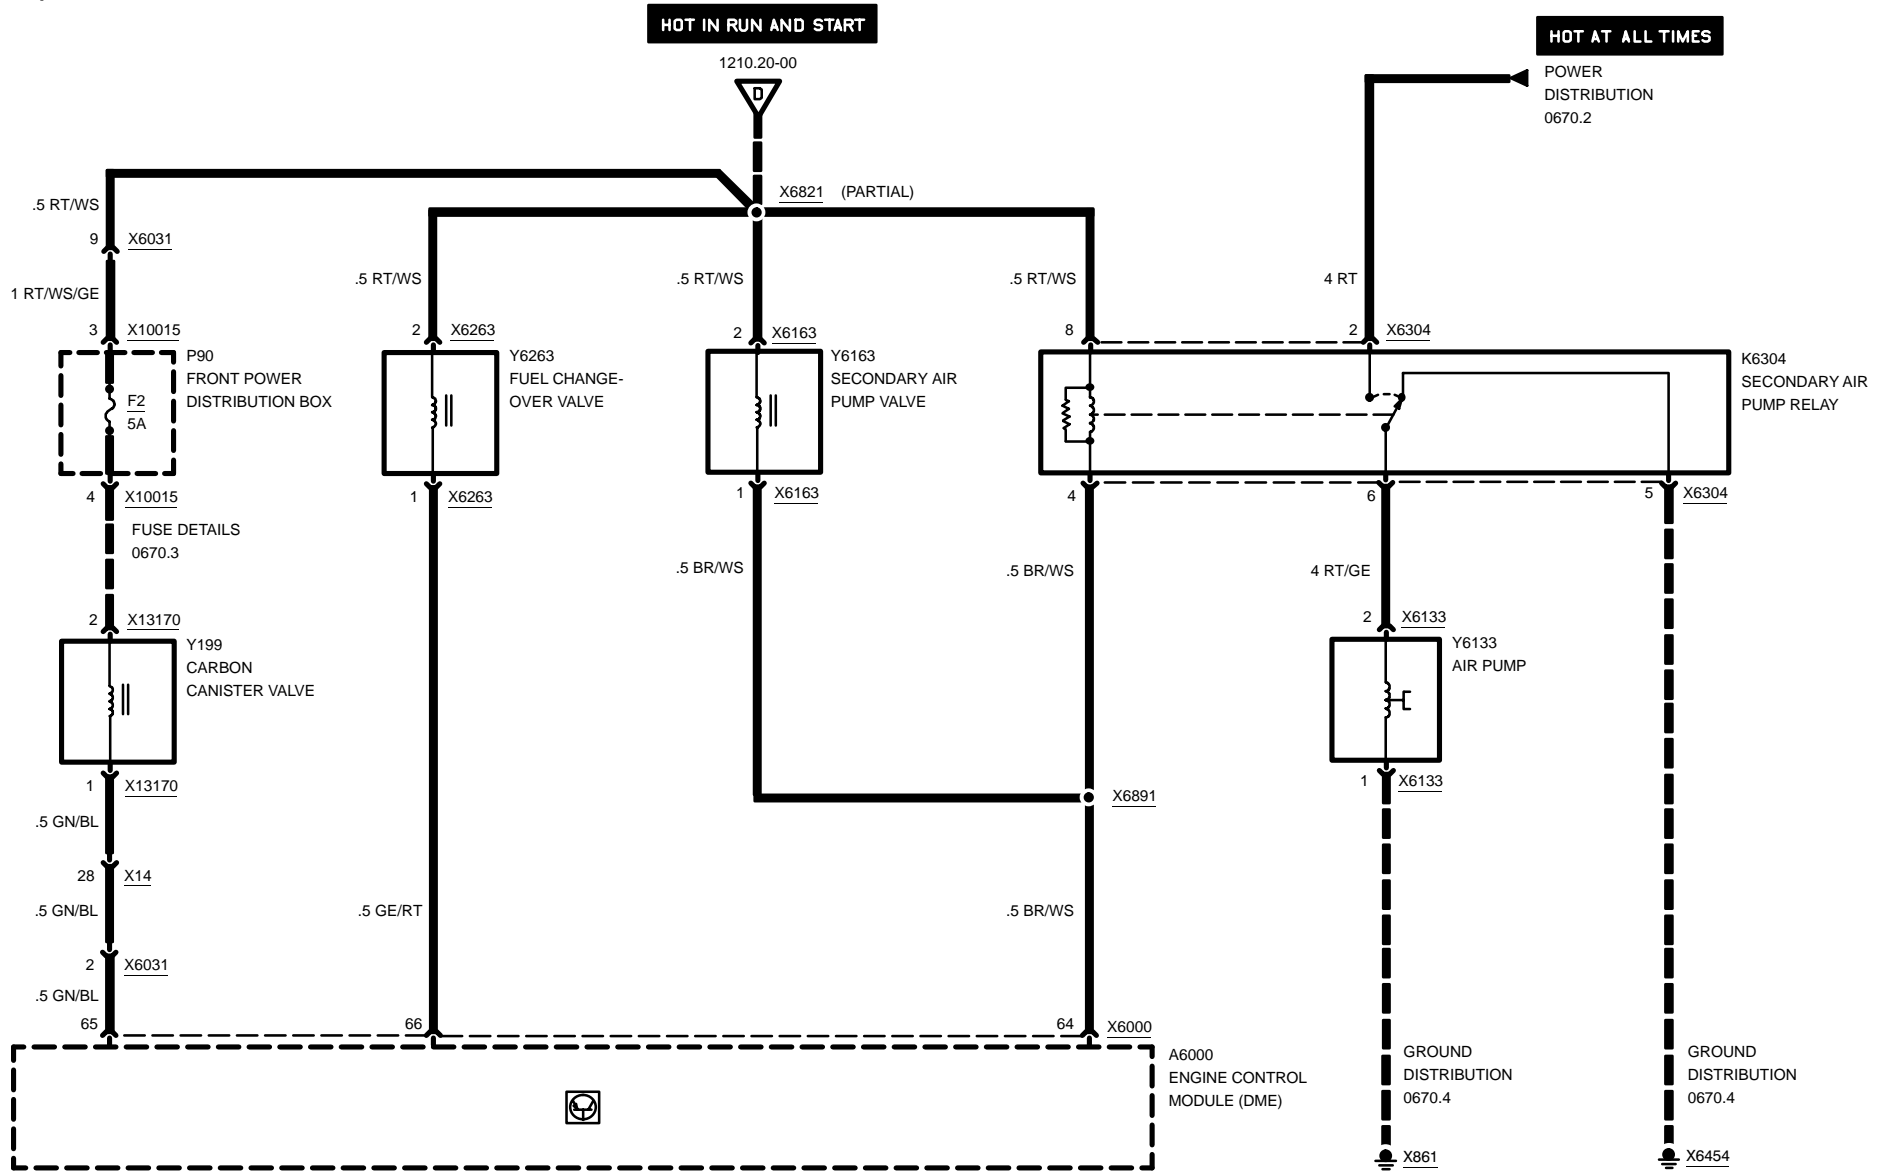 HOT IN RUN AND START
1210.20-00
D
HOT AT ALL TIMES
POWER
DISTRIBUTION
0670.2
X6821 (PARTIAL)
.5 RT/WS
9 X6031
1 RT/WS/GE
.5 RT/WS
.5 RT/WS
.5 RT/WS
4 RT
3 X10015
2 X6263
2 X6163
8
2 X6304
P90
FRONT POWER
DISTRIBUTION BOX
F2
5A
Y6263
FUEL CHANGE-
OVER VALVE
Y6163
SECONDARY AIR
PUMP VALVE
K6304
SECONDARY AIR
PUMP RELAY
4 X10015
1 X6263
1 X6163
4
6
5 X6304
FUSE DETAILS
0670.3
.5 BR/WS
.5 BR/WS
4 RT/GE
2 X13170
2 X6133
Y199
CARBON
CANISTER VALVE
Y6133
AIR PUMP
1 X13170
1 X6133
.5 GN/BL
X6891
28 X14
.5 GN/BL
.5 GE/RT
.5 BR/WS
2 X6031
.5 GN/BL
65
66
64 X6000
A6000
ENGINE CONTROL
MODULE (DME)
GROUND
DISTRIBUTION
0670.4
GROUND
DISTRIBUTION
0670.4
X861
X6454